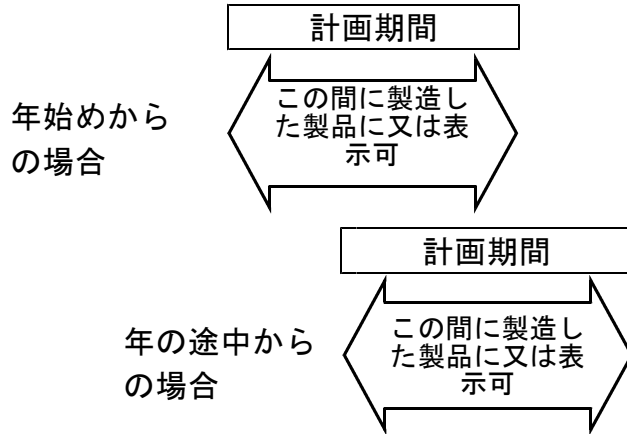 計画期間
年始めから
の場合
この間に製造し
た製品に又は表
示可
計画期間
年の途中から
の場合
この間に製造し
た製品に又は表
示可